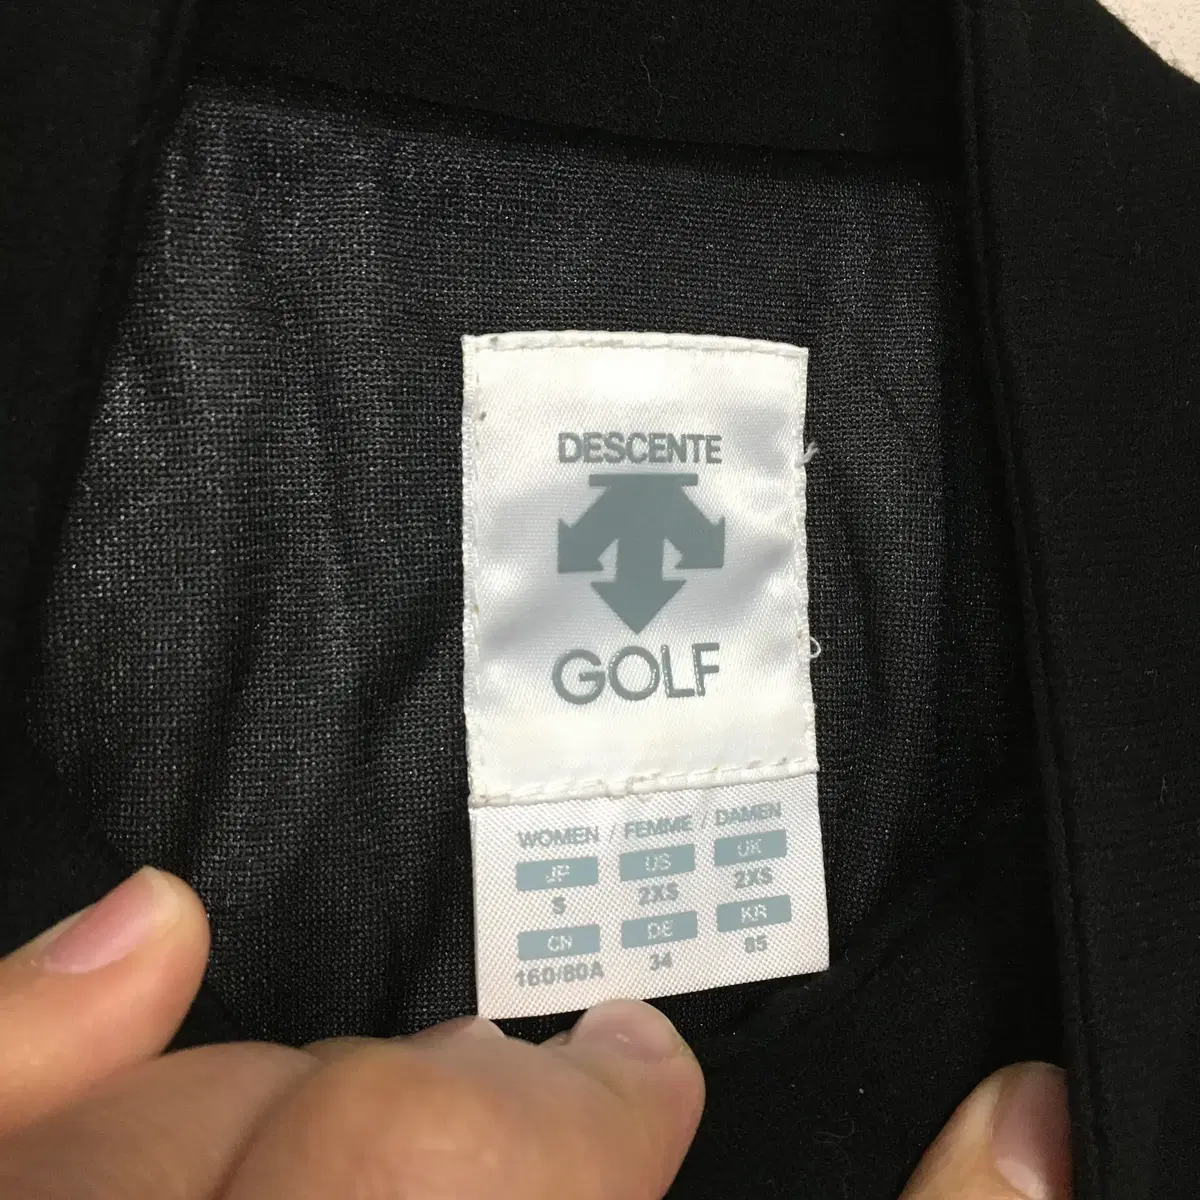 DESCENTE
GOLF
WOMEN / FEMME / DAMEN
JP US UK
S 2XS 2XS
CN DE KR
160/80A 34 85